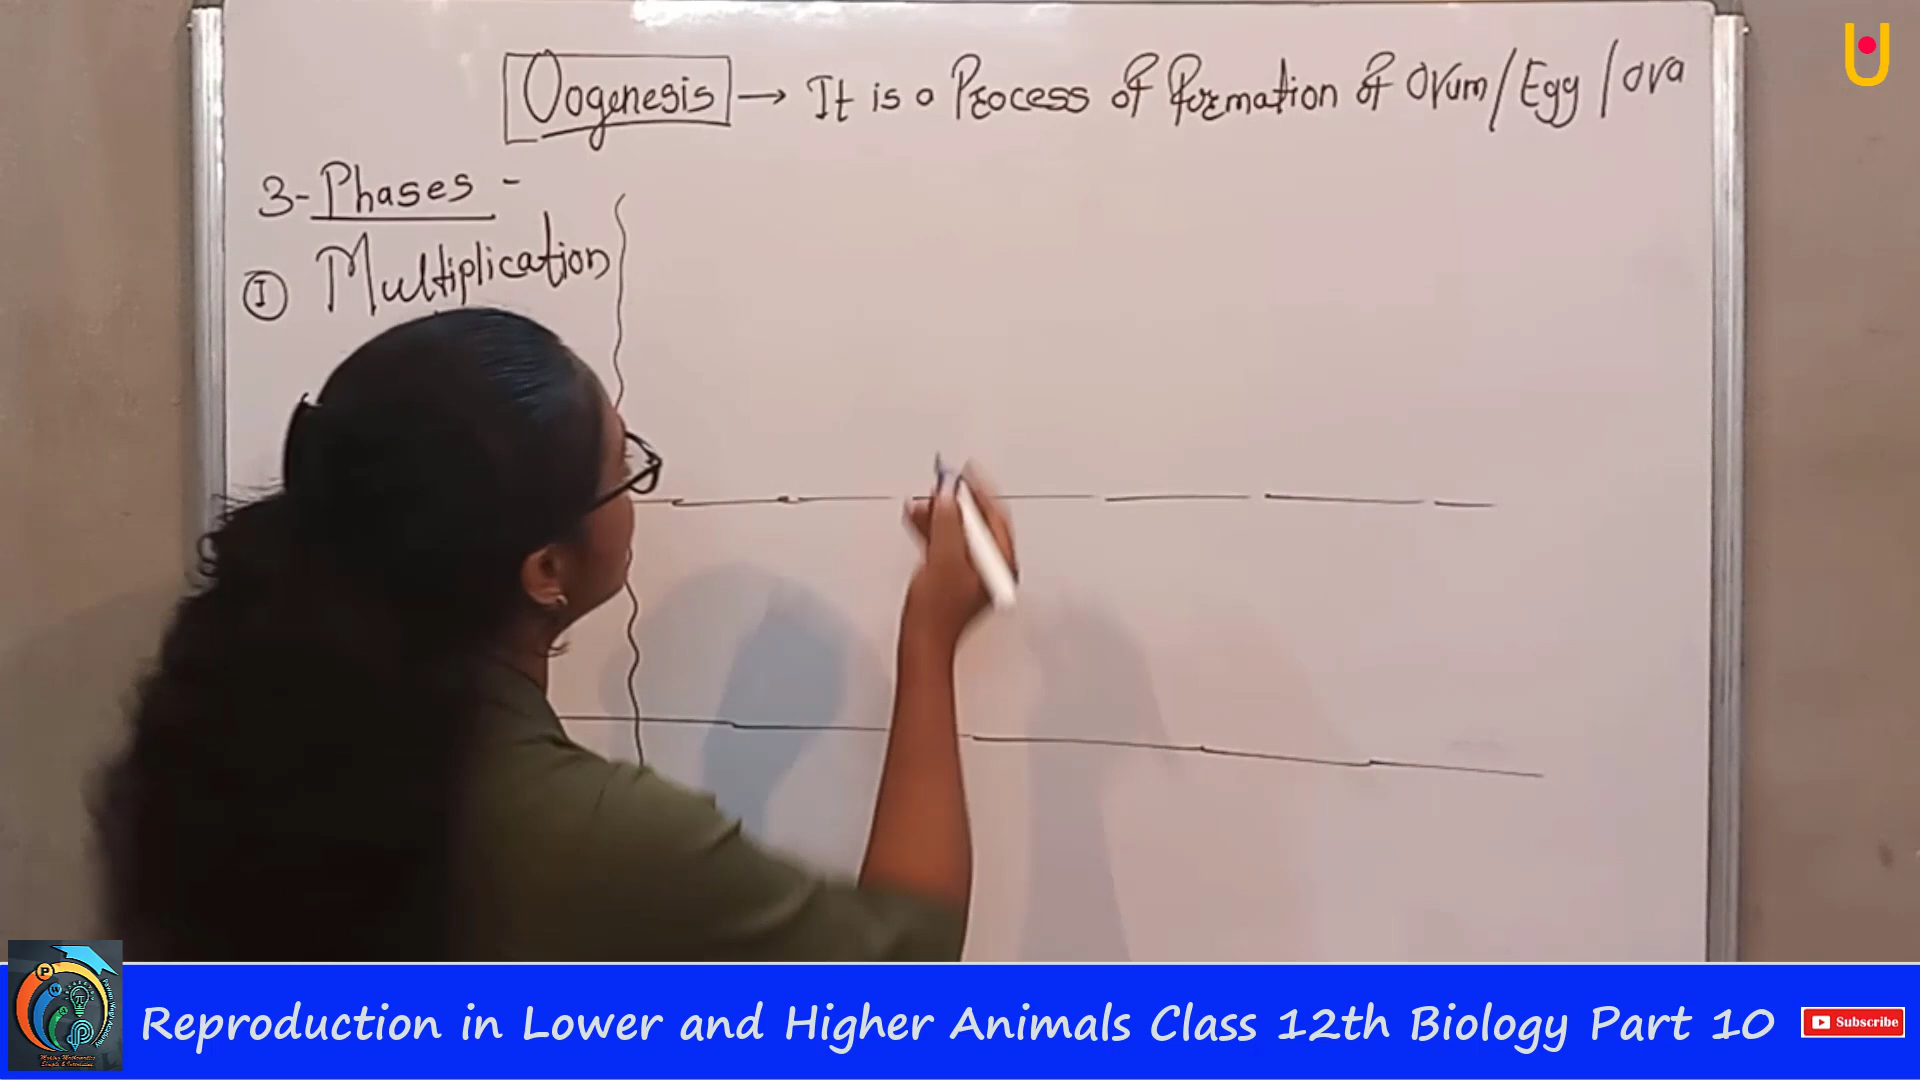 Oogenesis → It is a Process of Formation of Ovum/Egg/Ova
3-Phases -
I Multiplication
Reproduction in Lower and Higher Animals Class 12th Biology Part 10
Subscribe